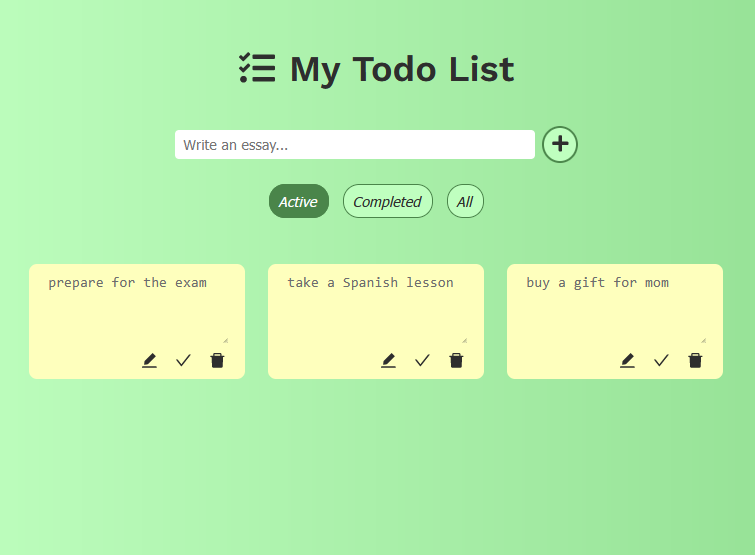 My Todo List
Write an essay...
Active Completed All
prepare for the exam
take a Spanish lesson
buy a gift for mom